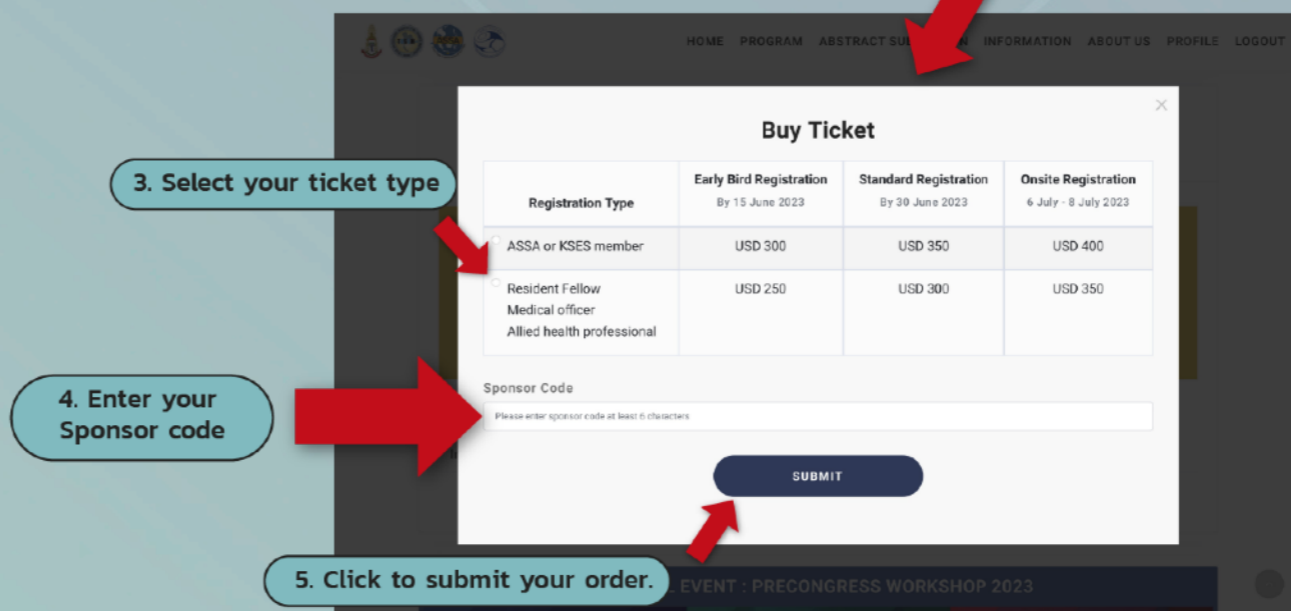 HOME PROGRAM ABSTRACT INFORMATION ABOUT US PROFILE LOGOUT
Buy Ticket
3. Select your ticket type
Registration Type
Early Bird Registration
By 15 June 2023
Standard Registration
By 30 June 2023
Onsite Registration
6 July - 8 July 2023
ASSA or KSES member USD 300 USD 350 USD 400
Resident Fellow USD 250 USD 300 USD 350
Medical officer
Allied health professional
4. Enter your
Sponsor code
Sponsor Code
Please enter sponsor code at least 6 characters
SUBMIT
5. Click to submit your order.
EVENT : PRECONGRESS WORKSHOP 2023